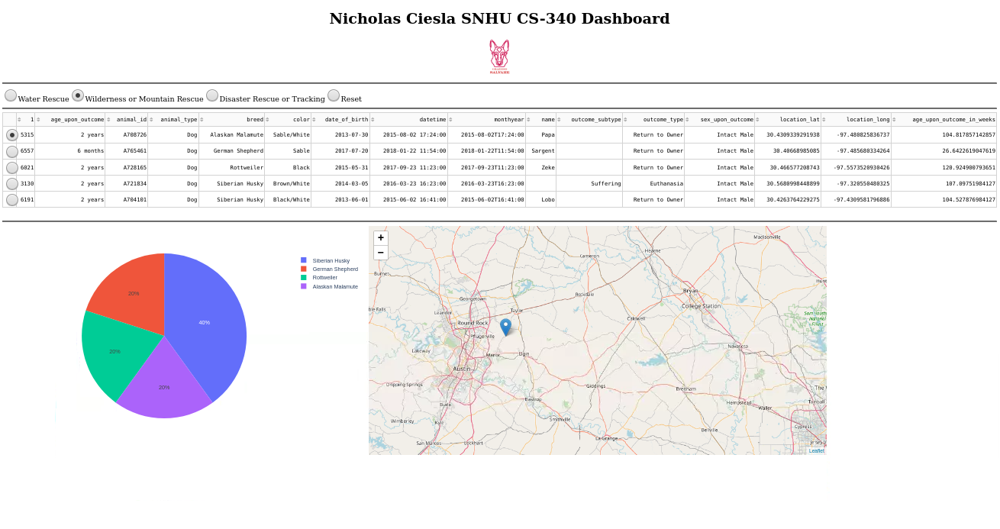 Nicholas Ciesla SNHU CS-340 Dashboard
Water Rescue Wilderness or Mountain Rescue Disaster Rescue or Tracking Reset
1 age_upon_outcome animal_id animal_type breed color date_of_birth datetime monthyear name outcome_subtype outcome_type sex_upon_outcome location_lat location_long age_upon_outcome_in_weeks
5315 2 years A708726 Dog Alaskan Malamute Sable/White 2013-07-30 2015-08-02 17:24:00 2015-08-02T17:24:00 Papa Return to Owner Intact Male 30.4309339291938 -97.480825836737 104.817857142857
6557 6 months A765461 Dog German Shepherd Sable 2017-07-20 2018-01-22 11:54:00 2018-01-22T11:54:00 Sargent Return to Owner Intact Male 30.40668985085 -97.485680334264 26.6422619047619
6021 2 years A728165 Dog Rottweiler Black 2015-05-31 2017-09-23 11:23:00 2017-09-23T11:23:00 Zeke Return to Owner Intact Male 30.466577208743 -97.5573520930426 120.924900793651
3130 2 years A721834 Dog Siberian Husky Brown/White 2014-03-05 2016-03-23 16:23:00 2016-03-23T16:23:00 Suffering Euthanasia Intact Male 30.5680998448899 -97.320550480325 107.09751984127
6191 2 years A704101 Dog Siberian Husky Black/White 2013-06-01 2015-06-02 16:41:00 2015-06-02T16:41:00 Lobo Return to Owner Intact Male 30.4263764229275 -97.4309581796886 104.527876984127
Siberian Husky
German Shepherd
Rottweiler
Alaskan Malamute
20%
40%
20%
20%
+
−
Madisonville
Hearne
Cameron
Burnet
Hunt
Bryan
Rockdale
Georgetown
College Station
ble Falls
Leander
Taylor
Sam Houston
National
Forest
Caldwell
Round Rock
Pflugerville
Navasota
Lakeway
Manor
Elgin
Austin
Dripping Springs
Giddings
Brenham
The
Bastrop
Hempstead
Tomball
Buda
Waller
Wimberley
Kyle
Smithville
Cypress
Bellville
San Marcos
Lockhart
La Grange
Jersey V
Leaflet